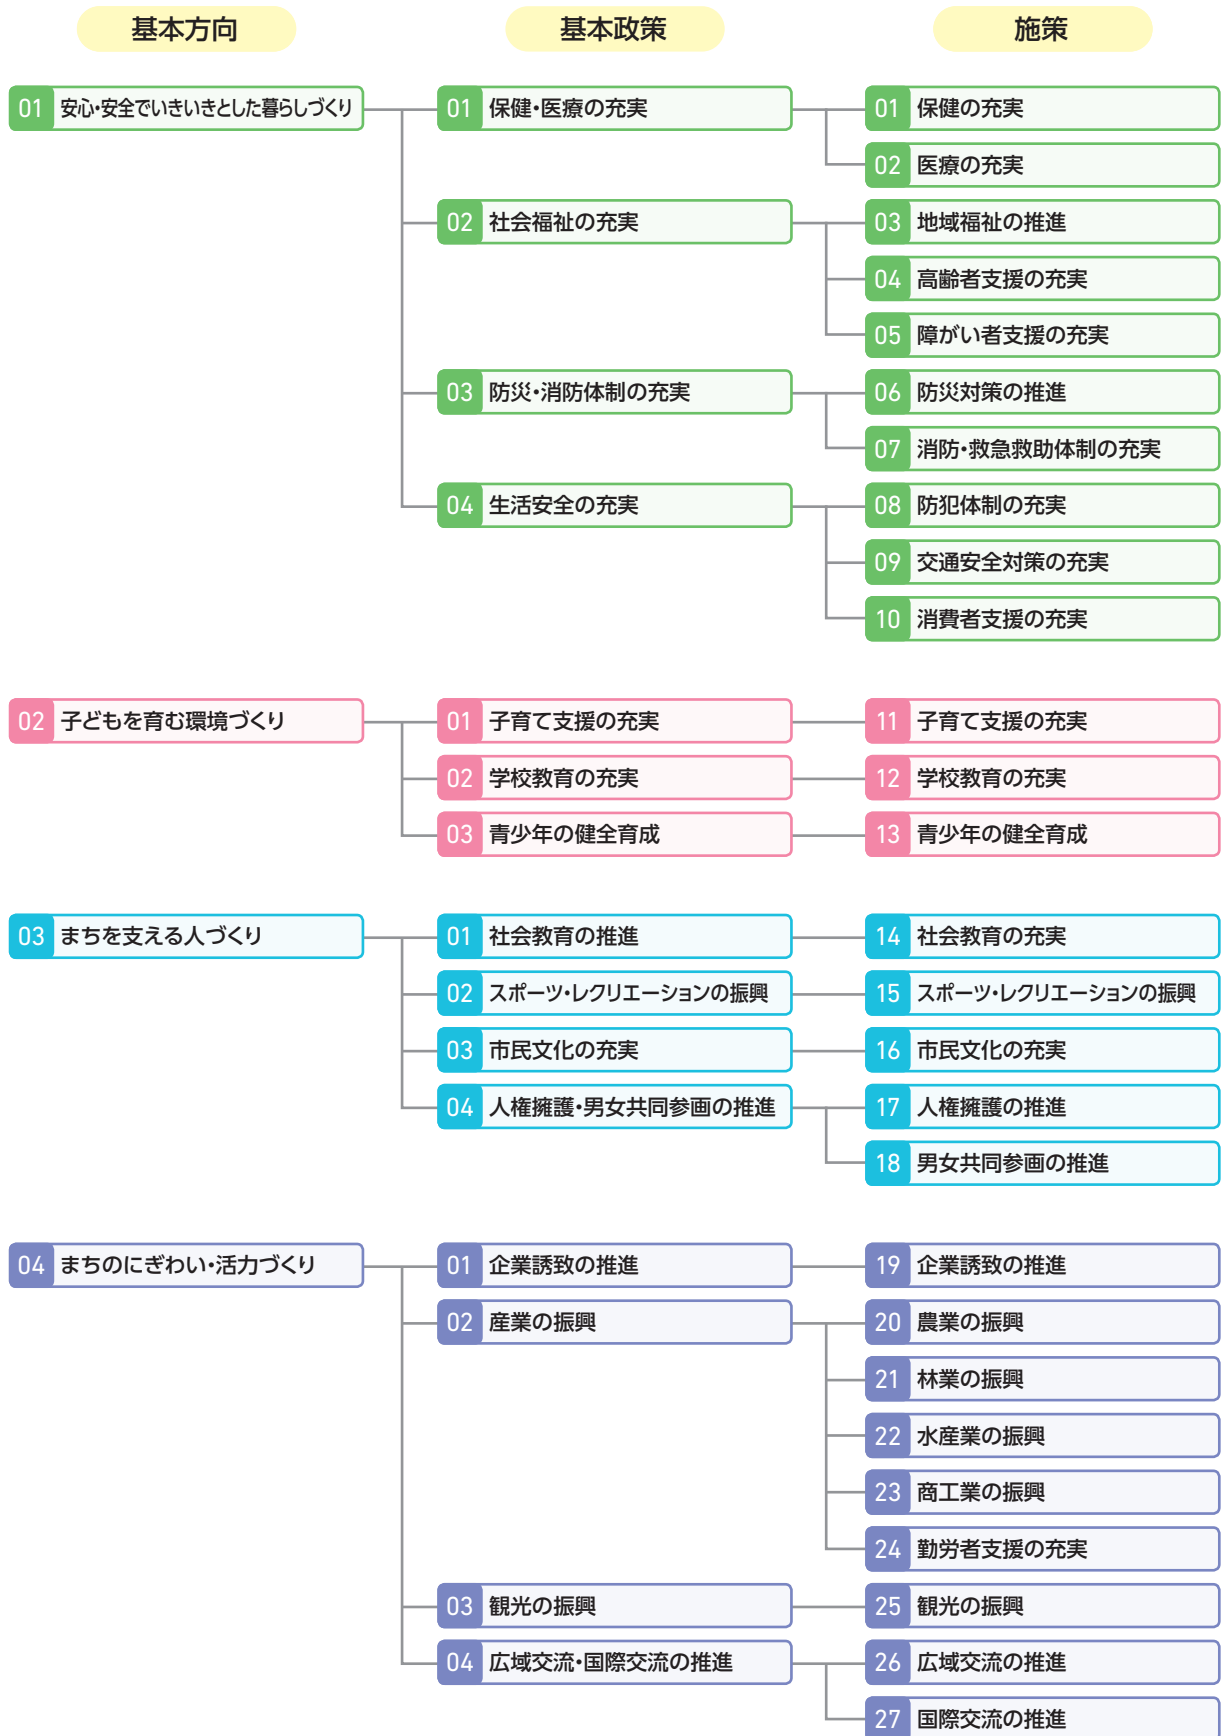 基本方向 基本政策 施策
01 安心・安全でいきいきとした暮らしづくり 01 保健・医療の充実 01 保健の充実
02 医療の充実
02 社会福祉の充実 03 地域福祉の推進
04 高齢者支援の充実
05 障がい者支援の充実
03 防災・消防体制の充実 06 防災対策の推進
07 消防・救急救助体制の充実
04 生活安全の充実 08 防犯体制の充実
09 交通安全対策の充実
10 消費者支援の充実
02 子どもを育む環境づくり 01 子育て支援の充実 11 子育て支援の充実
02 学校教育の充実 12 学校教育の充実
03 青少年の健全育成 13 青少年の健全育成
03 まちを支える人づくり 01 社会教育の推進 14 社会教育の充実
02 スポーツ・レクリエーションの振興 15 スポーツ・レクリエーションの振興
03 市民文化の充実 16 市民文化の充実
04 人権擁護・男女共同参画の推進 17 人権擁護の推進
18 男女共同参画の推進
04 まちのにぎわい・活力づくり 01 企業誘致の推進 19 企業誘致の推進
02 産業の振興 20 農業の振興
21 林業の振興
22 水産業の振興
23 商工業の振興
24 勤労者支援の充実
03 観光の振興 25 観光の振興
04 広域交流・国際交流の推進 26 広域交流の推進
27 国際交流の推進